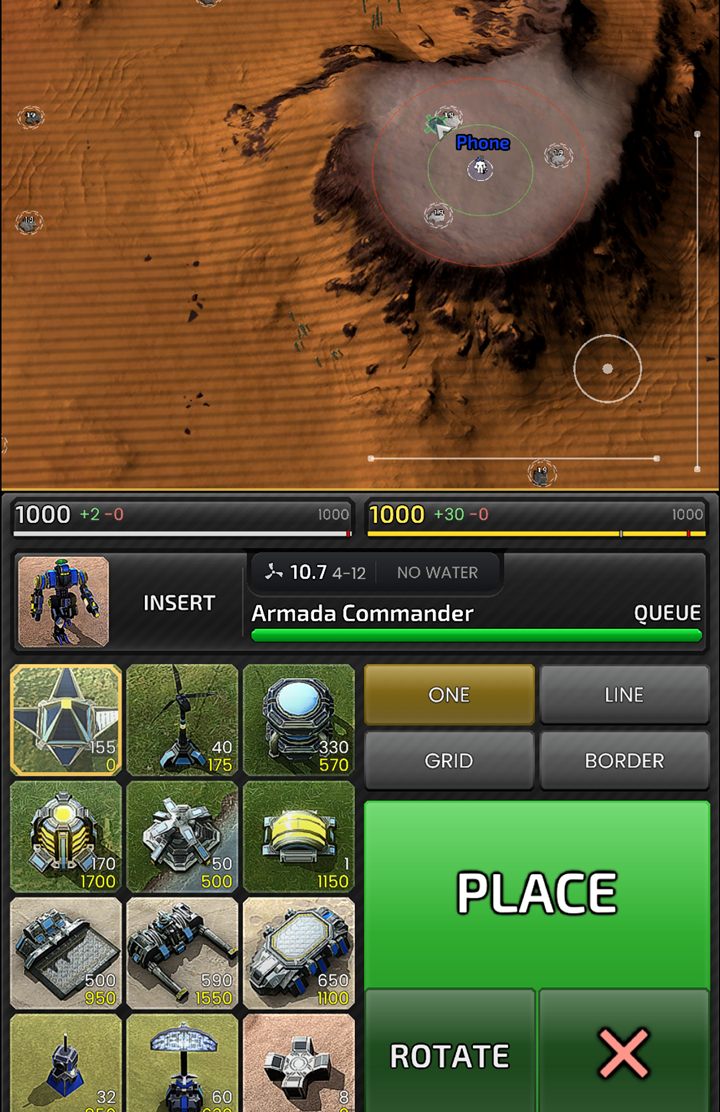 Phone
1000 +2 -0 1000
1000 +30 -0 1000
INSERT
10.7 4-12 NO WATER
Armada Commander
QUEUE
155
0
40
175
330
570
170
1700
50
500
1
1150
500
950
590
1550
650
1100
32
60
8
ONE
LINE
GRID
BORDER
PLACE
ROTATE